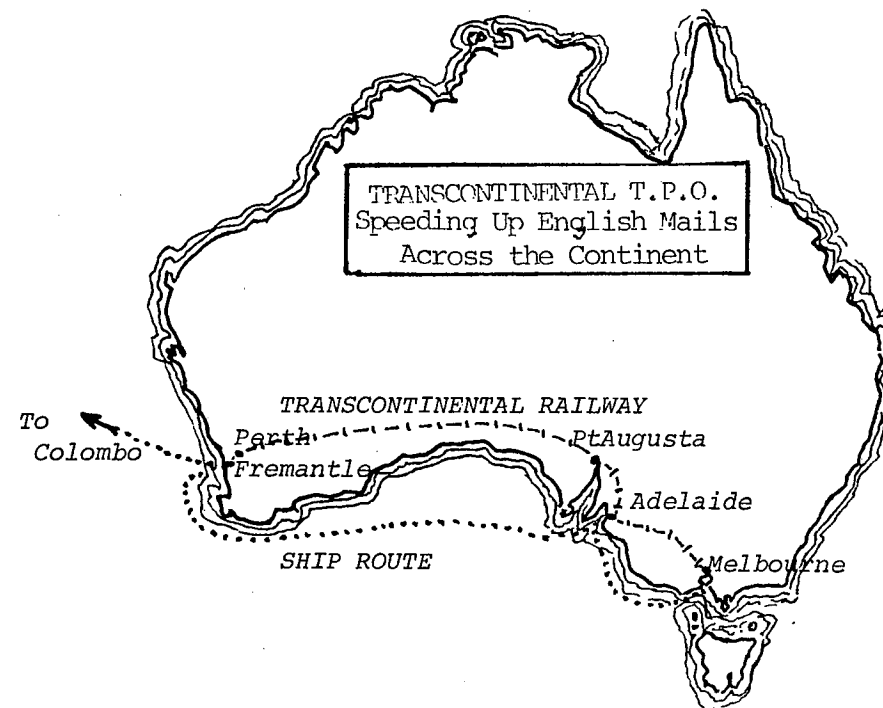 TRANSCONTINENTAL T.P.O.
Speeding Up English Mails
Across the Continent
TRANSCONTINENTAL RAILWAY
To
Colombo
Perth
Fremantle
PtAugusta
Adelaide
SHIP ROUTE
Melbourne